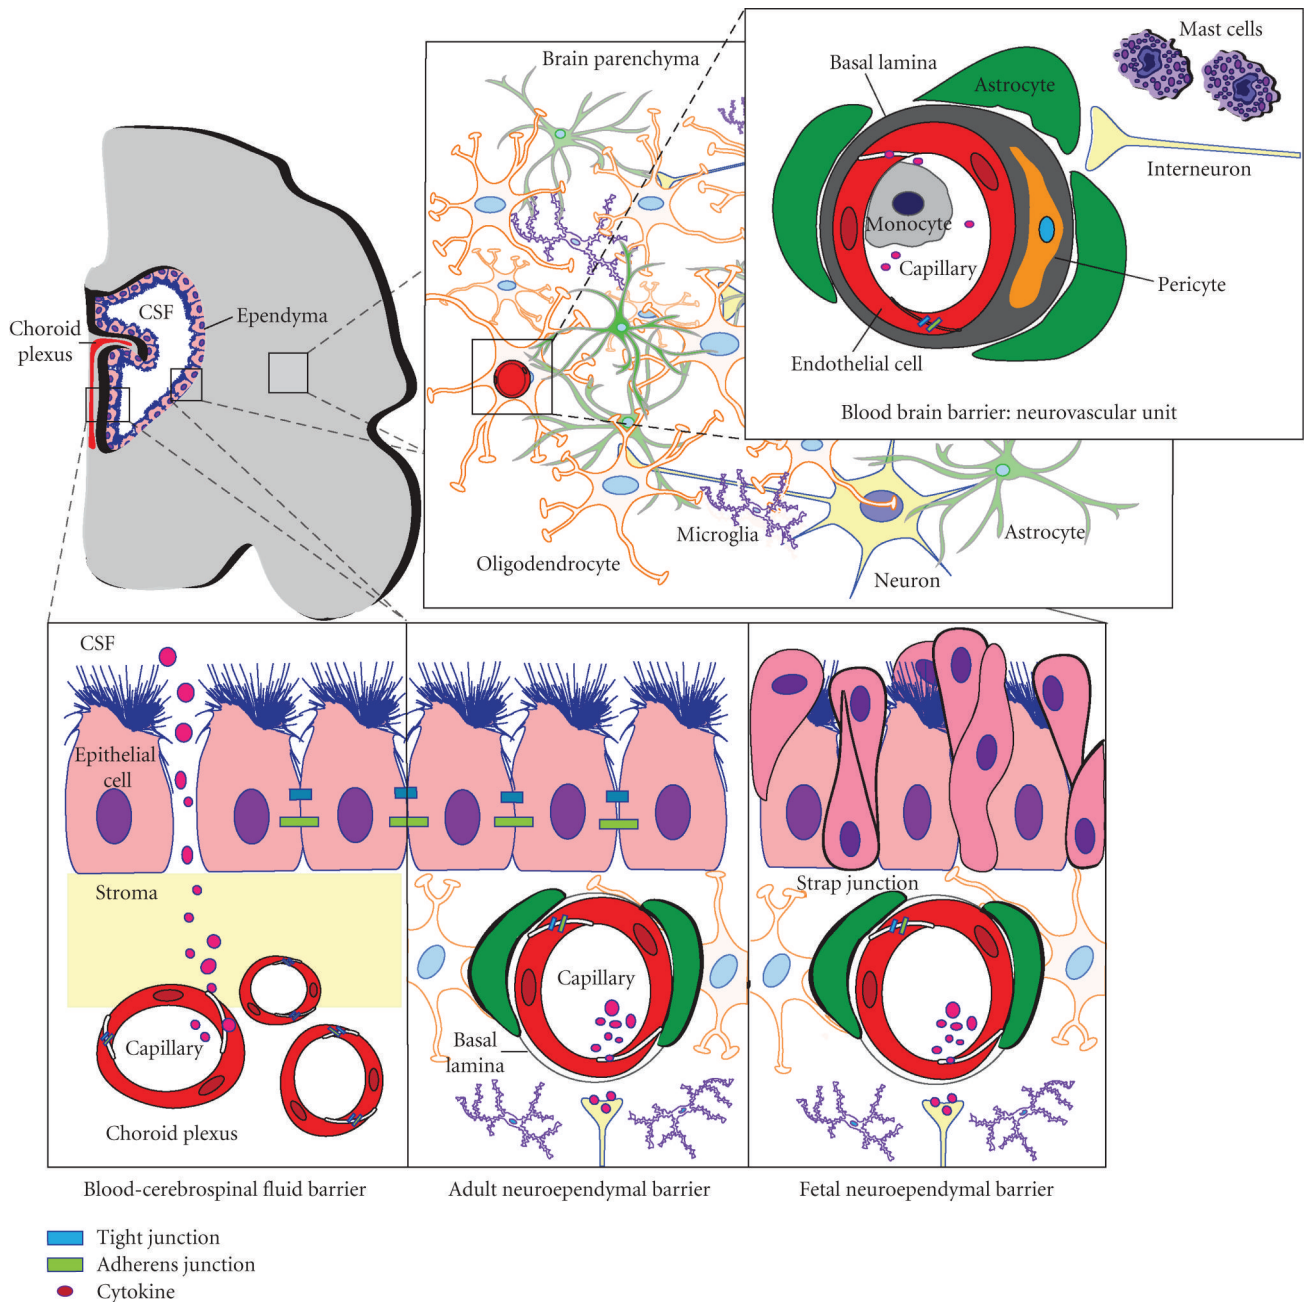 Mast cells
Basal lamina
Astrocyte
Interneuron
Monocyte
Capillary
Pericyte
Endothelial cell
Blood brain barrier: neurovascular unit
Brain parenchyma
Microglia
Astrocyte
Oligodendrocyte
Neuron
CSF
Choroid
plexus
Ependyma
CSF
Epithelial
cell
Stroma
Capillary
Choroid plexus
Capillary
Basal
lamina
Strap junction
Blood-cerebrospinal fluid barrier
Adult neuroependymal barrier
Fetal neuroependymal barrier
Tight junction
Adherens junction
Cytokine